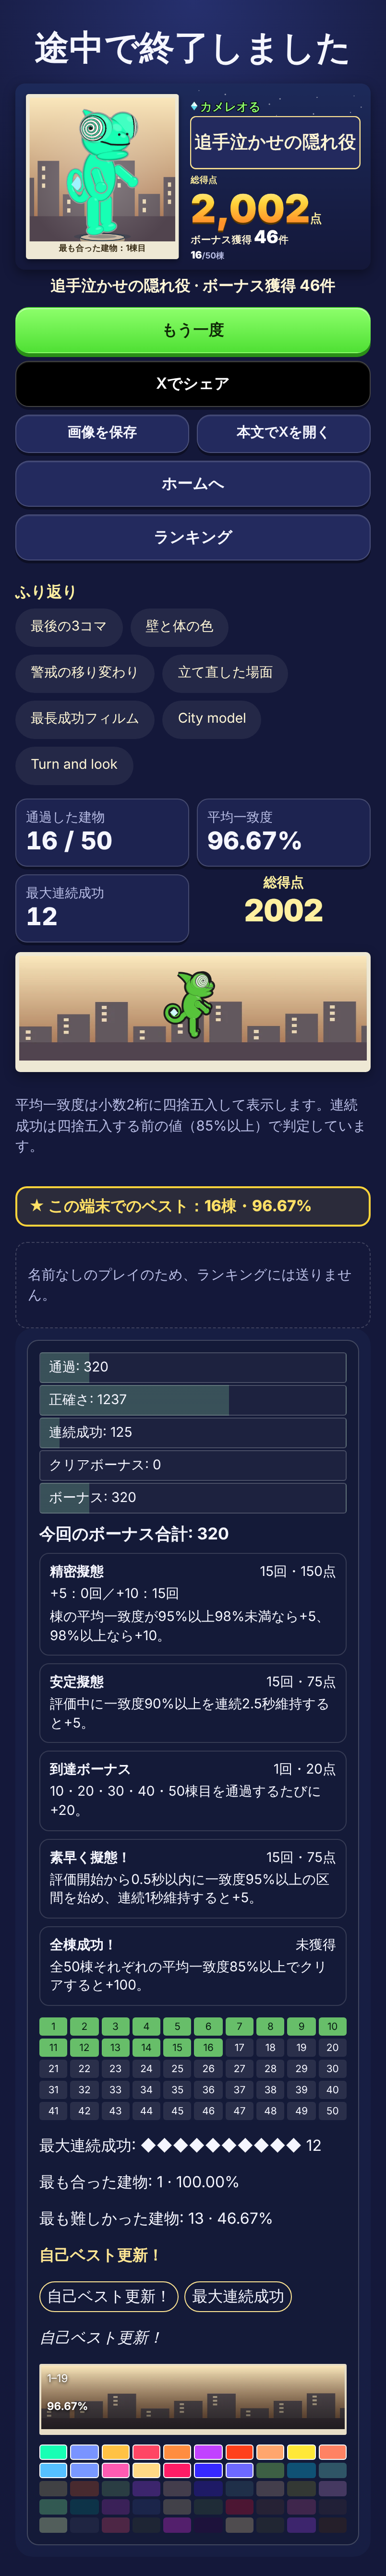 途中で終了しました
カメレオる
追手泣かせの隠れ役
総得点
2,002点
ボーナス獲得 46件
16/50棟
最も合った建物：1棟目
追手泣かせの隠れ役 · ボーナス獲得 46件
もう一度
Xでシェア
画像を保存
本文でXを開く
ホームへ
ランキング
ふり返り
最後の3コマ
壁と体の色
警戒の移り変わり
立て直した場面
最長成功フィルム
City model
Turn and look
通過した建物
16 / 50
平均一致度
96.67%
最大連続成功
12
総得点
2002
平均一致度は小数2桁に四捨五入して表示します。連続
成功は四捨五入する前の値（85%以上）で判定していま
す。
★ この端末でのベスト：16棟・96.67%
名前なしのプレイのため、ランキングには送りませ
ん。
通過: 320
正確さ: 1237
連続成功: 125
クリアボーナス: 0
ボーナス: 320
今回のボーナス合計: 320
精密擬態 15回・150点
+5：0回／+10：15回
棟の平均一致度が95%以上98%未満なら+5、
98%以上なら+10。
安定擬態 15回・75点
評価中に一致度90%以上を連続2.5秒維持する
と+5。
到達ボーナス 1回・20点
10・20・30・40・50棟目を通過するたびに
+20。
素早く擬態！ 15回・75点
評価開始から0.5秒以内に一致度95%以上の区
間を始め、連続1秒維持すると+5。
全棟成功！ 未獲得
全50棟それぞれの平均一致度85%以上でクリ
アすると+100。
1 2 3 4 5 6 7 8 9 10
11 12 13 14 15 16 17 18 19 20
21 22 23 24 25 26 27 28 29 30
31 32 33 34 35 36 37 38 39 40
41 42 43 44 45 46 47 48 49 50
最大連続成功: ◆◆◆◆◆◆◆◆◆◆ 12
最も合った建物: 1 · 100.00%
最も難しかった建物: 13 · 46.67%
自己ベスト更新！
自己ベスト更新！ 最大連続成功
自己ベスト更新！
1–19
96.67%